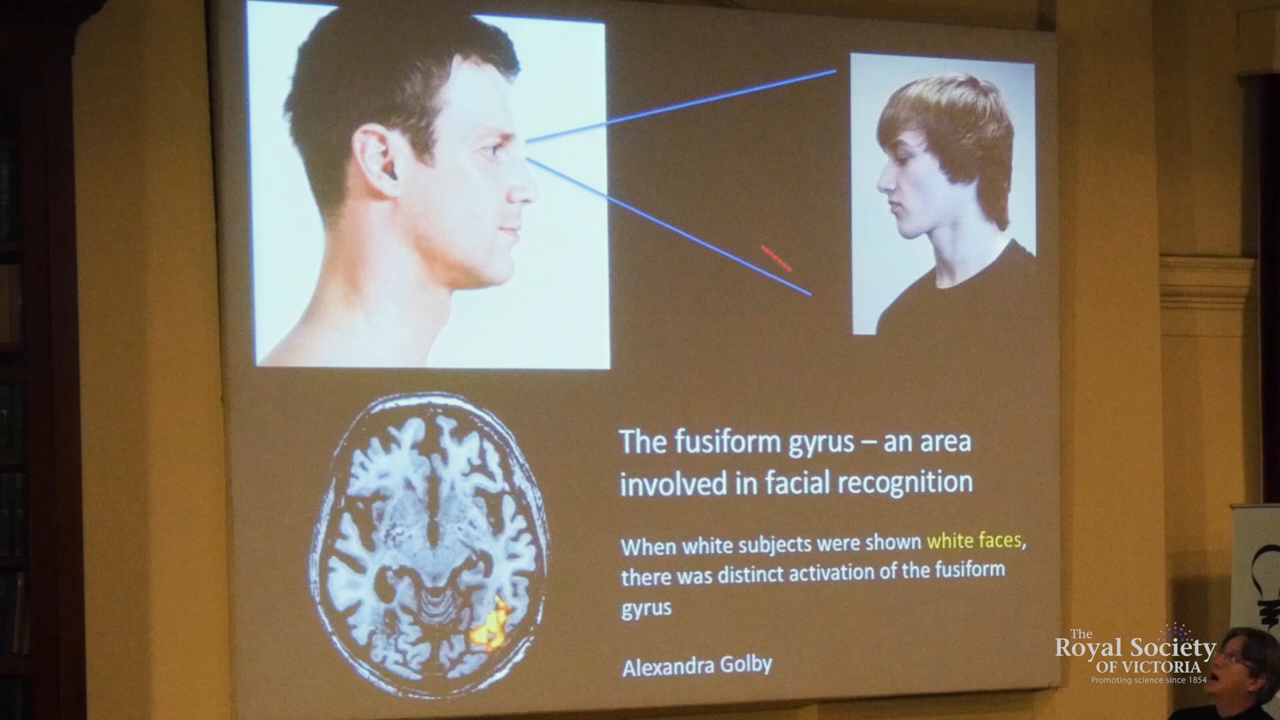 The fusiform gyrus – an area
involved in facial recognition
When white subjects were shown white faces,
there was distinct activation of the fusiform
gyrus
Alexandra Golby
The
Royal Society
OF VICTORIA
Promoting science since 1854